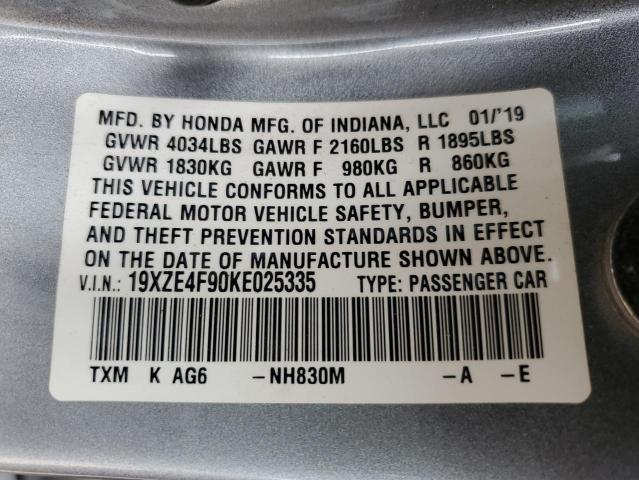 MFD. BY HONDA MFG. OF INDIANA, LLC 01/'19
GVWR 4034LBS GAWR F 2160LBS R 1895LBS
GVWR 1830KG GAWR F 980KG R 860KG
THIS VEHICLE CONFORMS TO ALL APPLICABLE
FEDERAL MOTOR VEHICLE SAFETY, BUMPER,
AND THEFT PREVENTION STANDARDS IN EFFECT
ON THE DATE OF MANUFACTURE SHOWN ABOVE.
V.I.N.: 19XZE4F90KE025335 TYPE: PASSENGER CAR
TXM K AG6 -NH830M -A -E